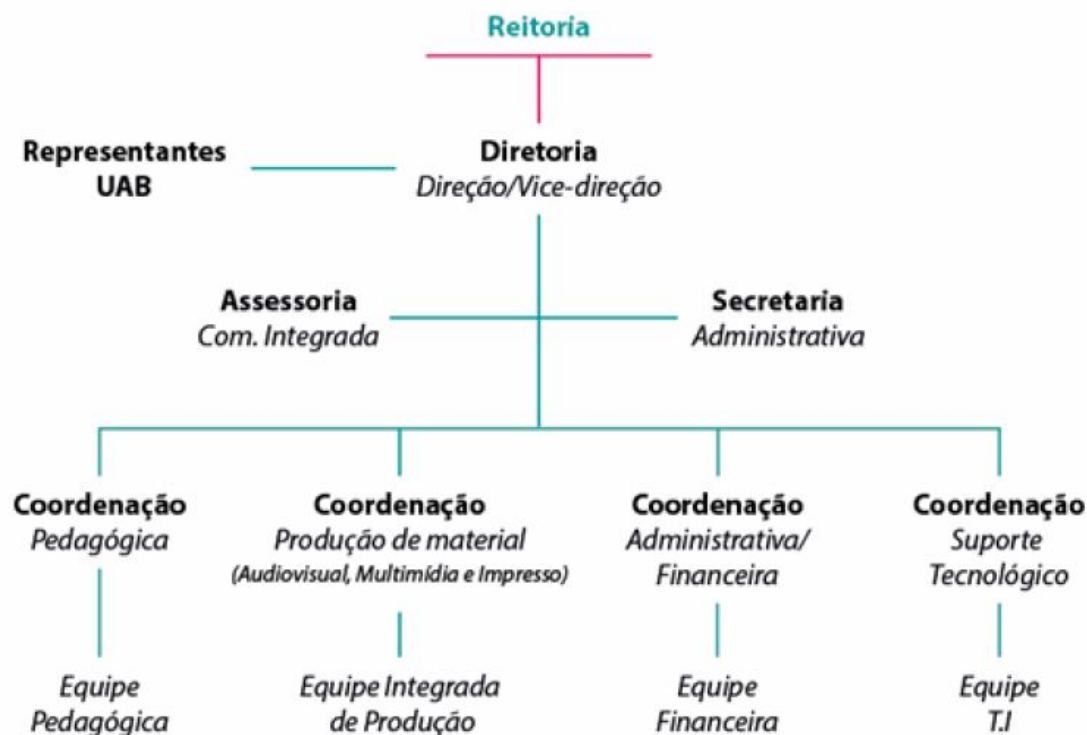 Reitoria
Representantes
UAB
Diretoria
Direção/Vice-direção
Assessoria
Com. Integrada
Secretaria
Administrativa
Coordenação
Pedagógica
Coordenação
Produção de material
(Audiovisual, Multimídia e Impresso)
Coordenação
Administrativa/
Financeira
Coordenação
Suporte
Tecnológico
Equipe
Pedagógica
Equipe Integrada
de Produção
Equipe
Financeira
Equipe
T.I